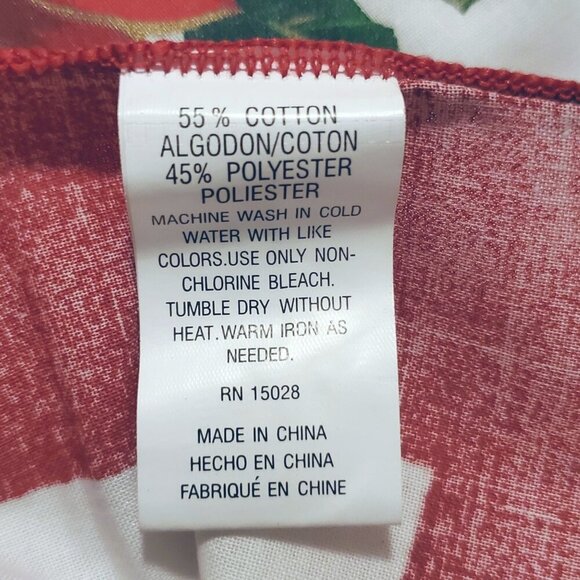 55% COTTON
ALGODON/COTON
45% POLYESTER
POLIESTER
MACHINE WASH IN COLD
WATER WITH LIKE
COLORS.USE ONLY NON-
CHLORINE BLEACH.
TUMBLE DRY WITHOUT
HEAT.WARM IRON AS
NEEDED.
RN 15028
MADE IN CHINA
HECHO EN CHINA
FABRIQUÉ EN CHINE